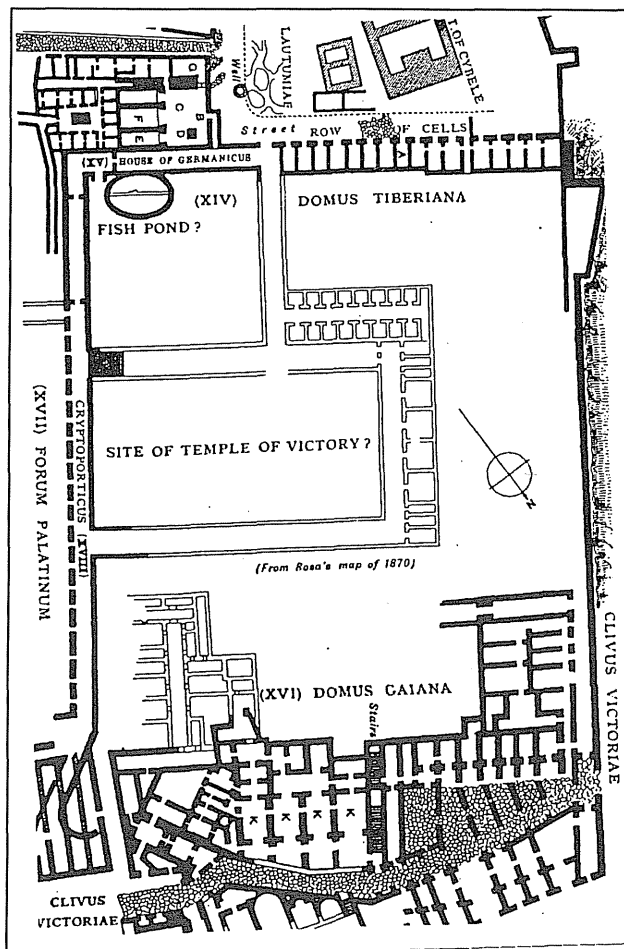 LAUTUMIAE
T. OF CYBELE
Well
G
C
B
F
D
E
Street ROW OF CELLS
A
(XV) HOUSE OF GERMANICUS
(XIV)
DOMUS TIBERIANA
FISH POND?
CRYPTOPORTICUS (XVIII)
(XVII) FORUM PALATINUM
SITE OF TEMPLE OF VICTORY?
N
(From Rosa's map of 1870)
CLIVUS VICTORIAE
(XVI) DOMUS GAIANA
Stairs
K K K K
CLIVUS
VICTORIAE